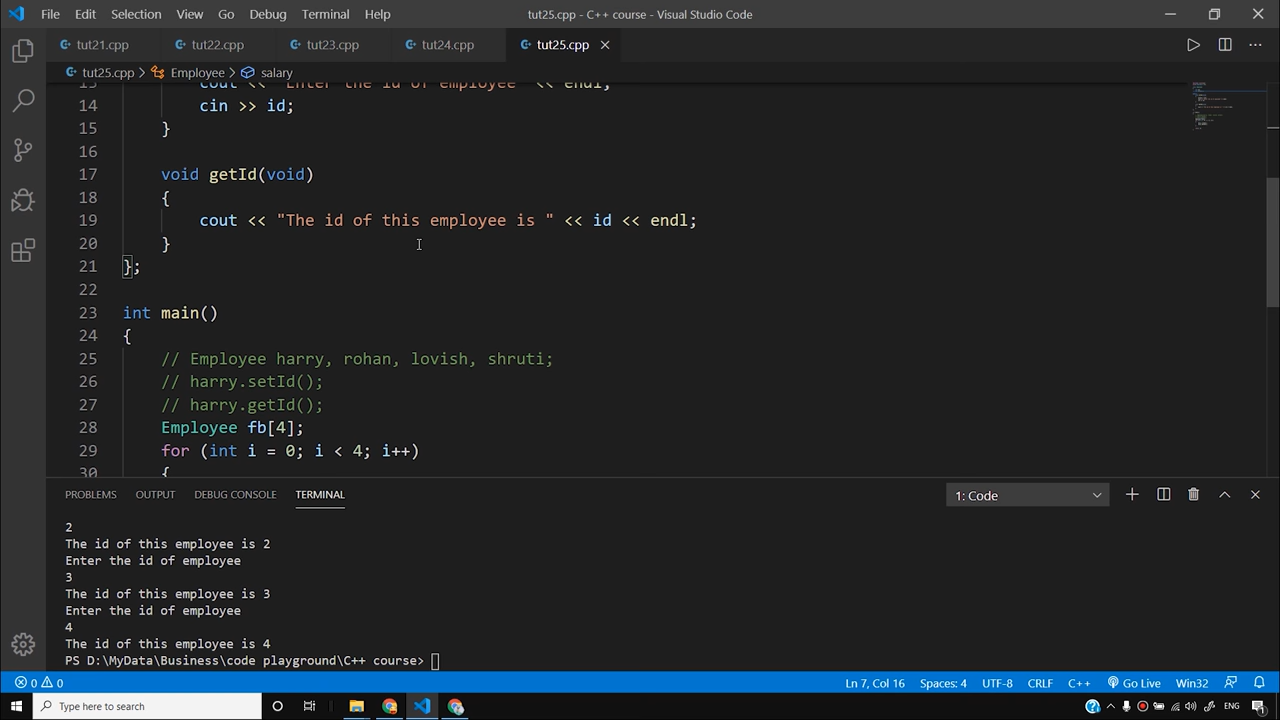 File Edit Selection View Go Debug Terminal Help tut25.cpp - C++ course - Visual Studio Code
tut21.cpp tut22.cpp tut23.cpp tut24.cpp tut25.cpp
tut25.cpp > Employee > salary
13 cout << "Enter the id of employee" << endl;
14 cin >> id;
15 }
16
17 void getId(void)
18 {
19 cout << "The id of this employee is " << id << endl;
20 }
21 };
22
23 int main()
24 {
25 // Employee harry, rohan, lovish, shruti;
26 // harry.setId();
27 // harry.getId();
28 Employee fb[4];
29 for (int i = 0; i < 4; i++)
30 {
PROBLEMS OUTPUT DEBUG CONSOLE TERMINAL 1: Code
2
The id of this employee is 2
Enter the id of employee
3
The id of this employee is 3
Enter the id of employee
4
The id of this employee is 4
PS D:\MyData\Business\code playground\C++ course>
0 0 Ln 7, Col 16 Spaces: 4 UTF-8 CRLF C++ Go Live Win32
Type here to search ENG